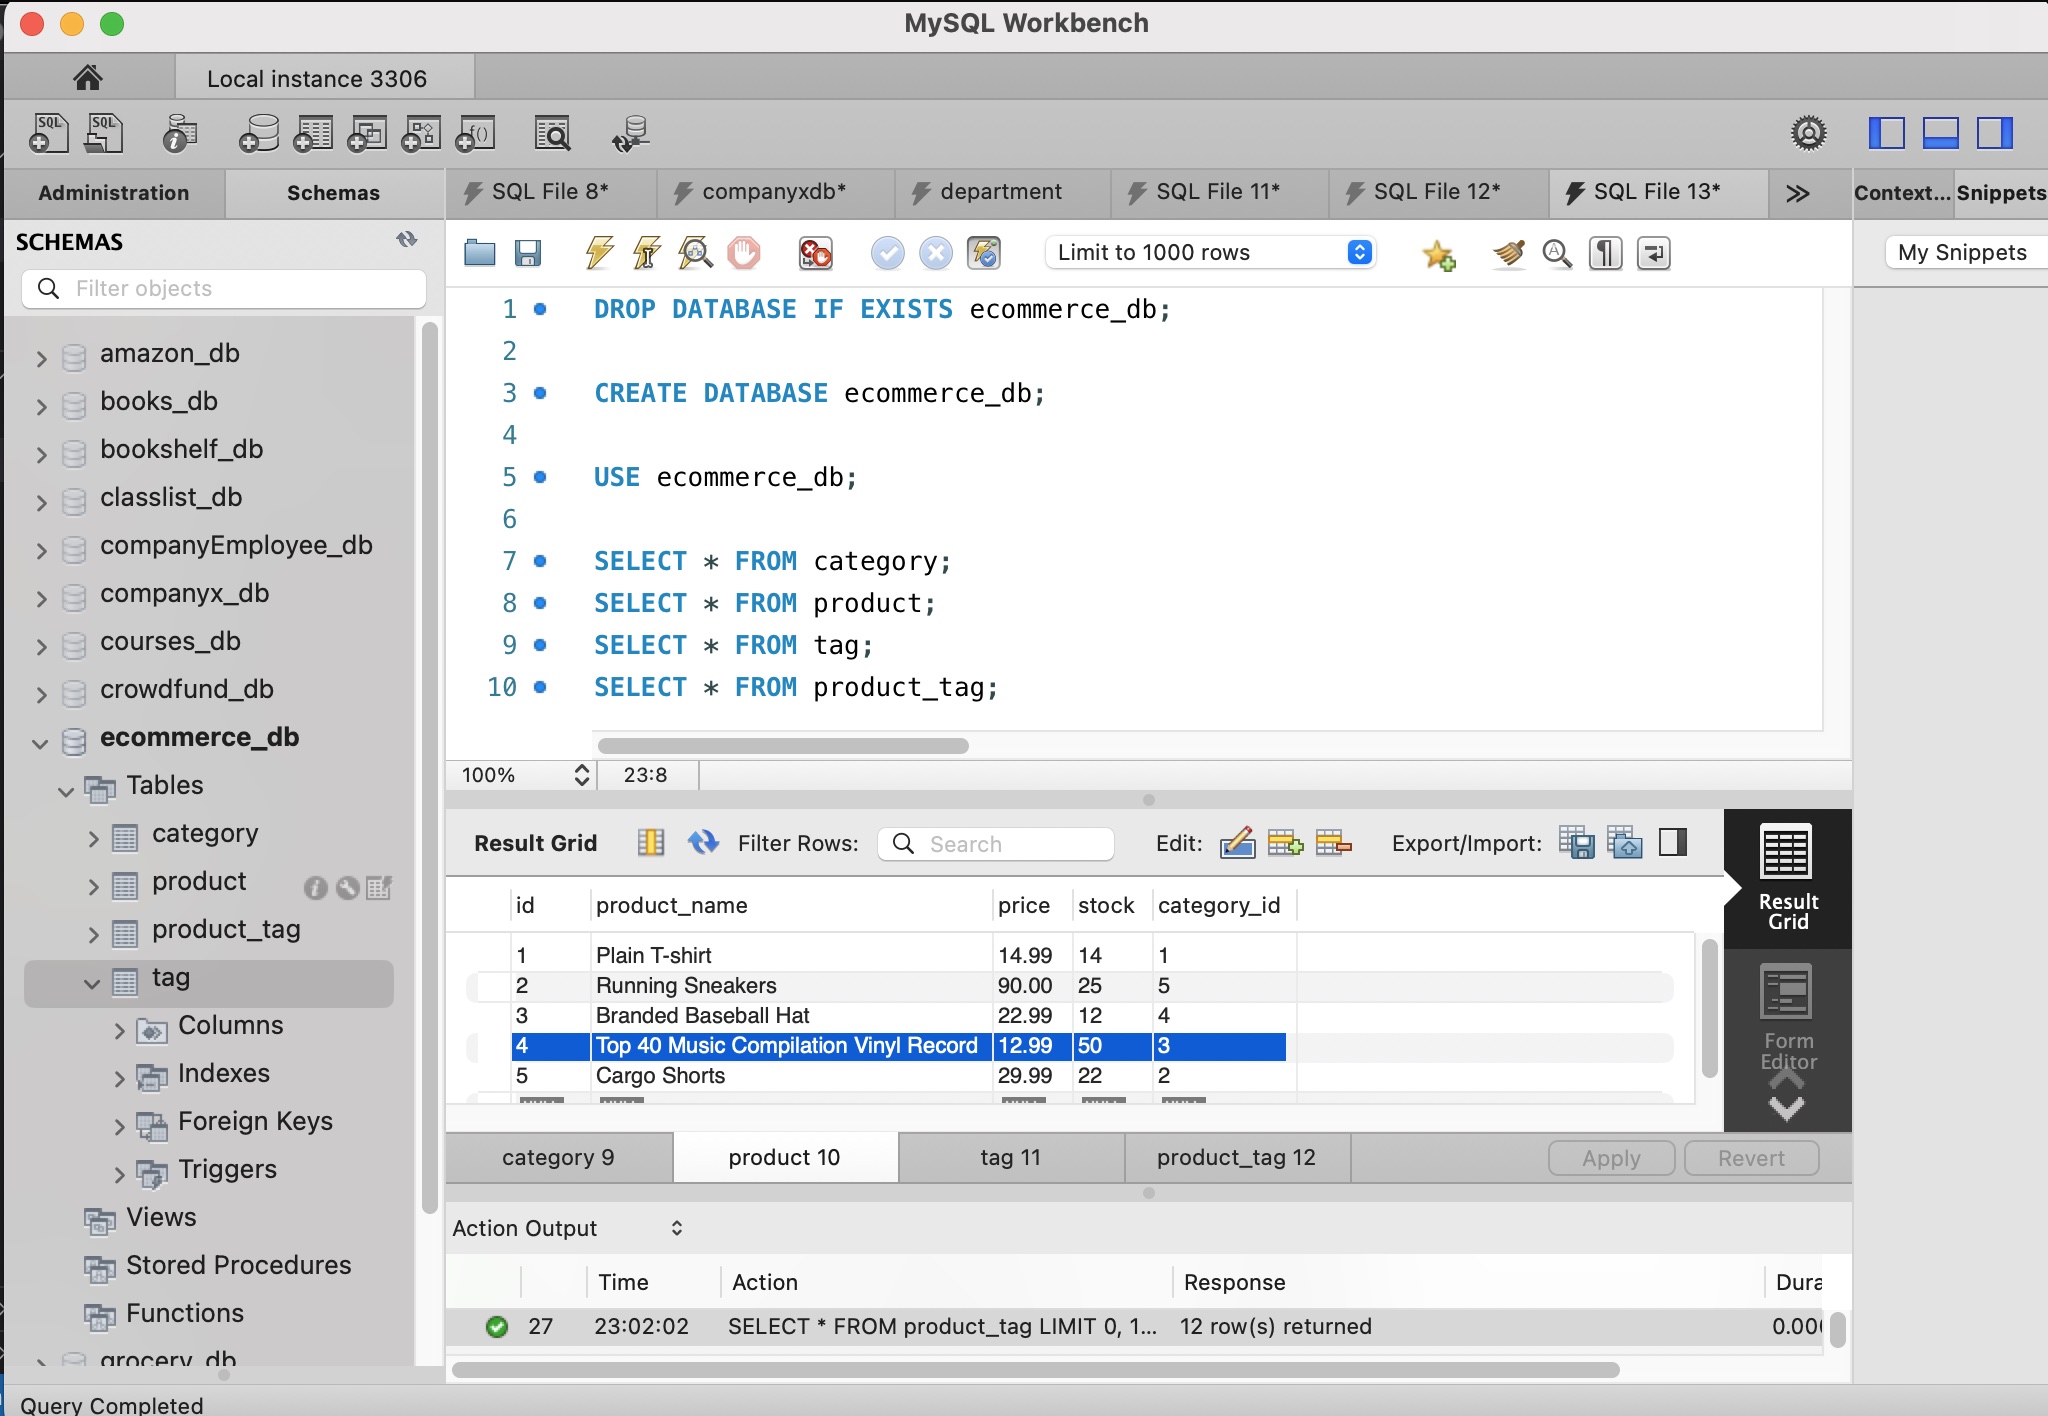 MySQL Workbench
Local instance 3306
Administration Schemas
SQL File 8* companyxdb* department SQL File 11* SQL File 12* SQL File 13* Context... Snippets
SCHEMAS
Filter objects
Limit to 1000 rows
My Snippets
amazon_db
books_db
bookshelf_db
classlist_db
companyEmployee_db
companyx_db
courses_db
crowdfund_db
ecommerce_db
Tables
category
product
product_tag
tag
Columns
Indexes
Foreign Keys
Triggers
Views
Stored Procedures
Functions
grocery_db
1 DROP DATABASE IF EXISTS ecommerce_db;
2
3 CREATE DATABASE ecommerce_db;
4
5 USE ecommerce_db;
6
7 SELECT * FROM category;
8 SELECT * FROM product;
9 SELECT * FROM tag;
10 SELECT * FROM product_tag;
100% 23:8
Result Grid Filter Rows: Search Edit: Export/Import:
id product_name price stock category_id
1 Plain T-shirt 14.99 14 1
2 Running Sneakers 90.00 25 5
3 Branded Baseball Hat 22.99 12 4
4 Top 40 Music Compilation Vinyl Record 12.99 50 3
5 Cargo Shorts 29.99 22 2
Result
Grid
Form
Editor
category 9 product 10 tag 11 product_tag 12 Apply Revert
Action Output
Time Action Response Dura
27 23:02:02 SELECT * FROM product_tag LIMIT 0, 1... 12 row(s) returned 0.00
Query Completed